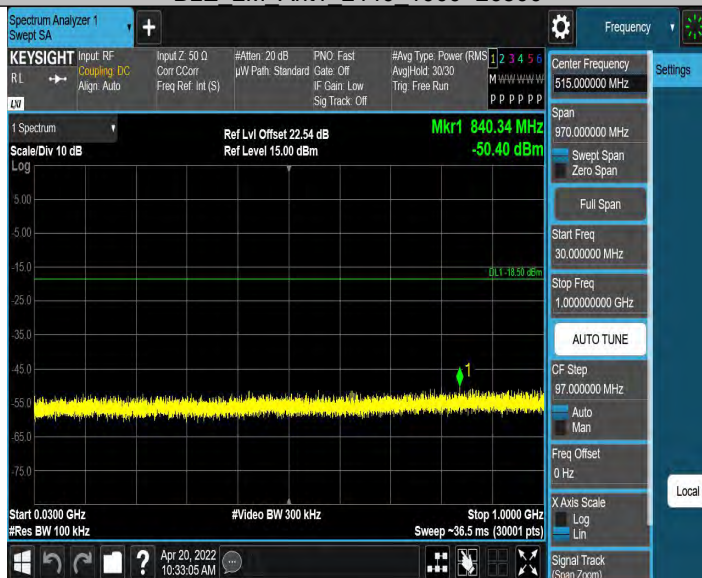 Spectrum Analyzer 1
Swept SA
+
Frequency
KEYSIGHT
RL
LXI
Input: RF
Coupling: DC
Align: Auto
Input Z: 50 Ω
Corr CCorr
Freq Ref: Int (S)
#Atten: 20 dB
µW Path: Standard
PNO: Fast
Gate: Off
IF Gain: Low
Sig Track: Off
#Avg Type: Power (RMS
Avg|Hold: 30/30
Trig: Free Run
1 2 3 4 5 6
M W W W W W
P P P P P P
Center Frequency
515.000000 MHz
Settings
1 Spectrum
Scale/Div 10 dB
Log
Ref Lvl Offset 22.54 dB
Ref Level 15.00 dBm
Mkr1 840.34 MHz
-50.40 dBm
Span
970.000000 MHz
Swept Span
Zero Span
Full Span
Start Freq
30.000000 MHz
Stop Freq
1.000000000 GHz
AUTO TUNE
CF Step
97.000000 MHz
Auto
Man
Freq Offset
0 Hz
X Axis Scale
Log
Lin
Local
Signal Track
(Span Zoom)
5.00
-5.00
-15.0
DL1 -18.50 dBm
-25.0
-35.0
-45.0
1
-55.0
-65.0
-75.0
Start 0.0300 GHz
#Res BW 100 kHz
#Video BW 300 kHz
Stop 1.0000 GHz
Sweep ~36.5 ms (30001 pts)
?
Apr 20, 2022
10:33:05 AM